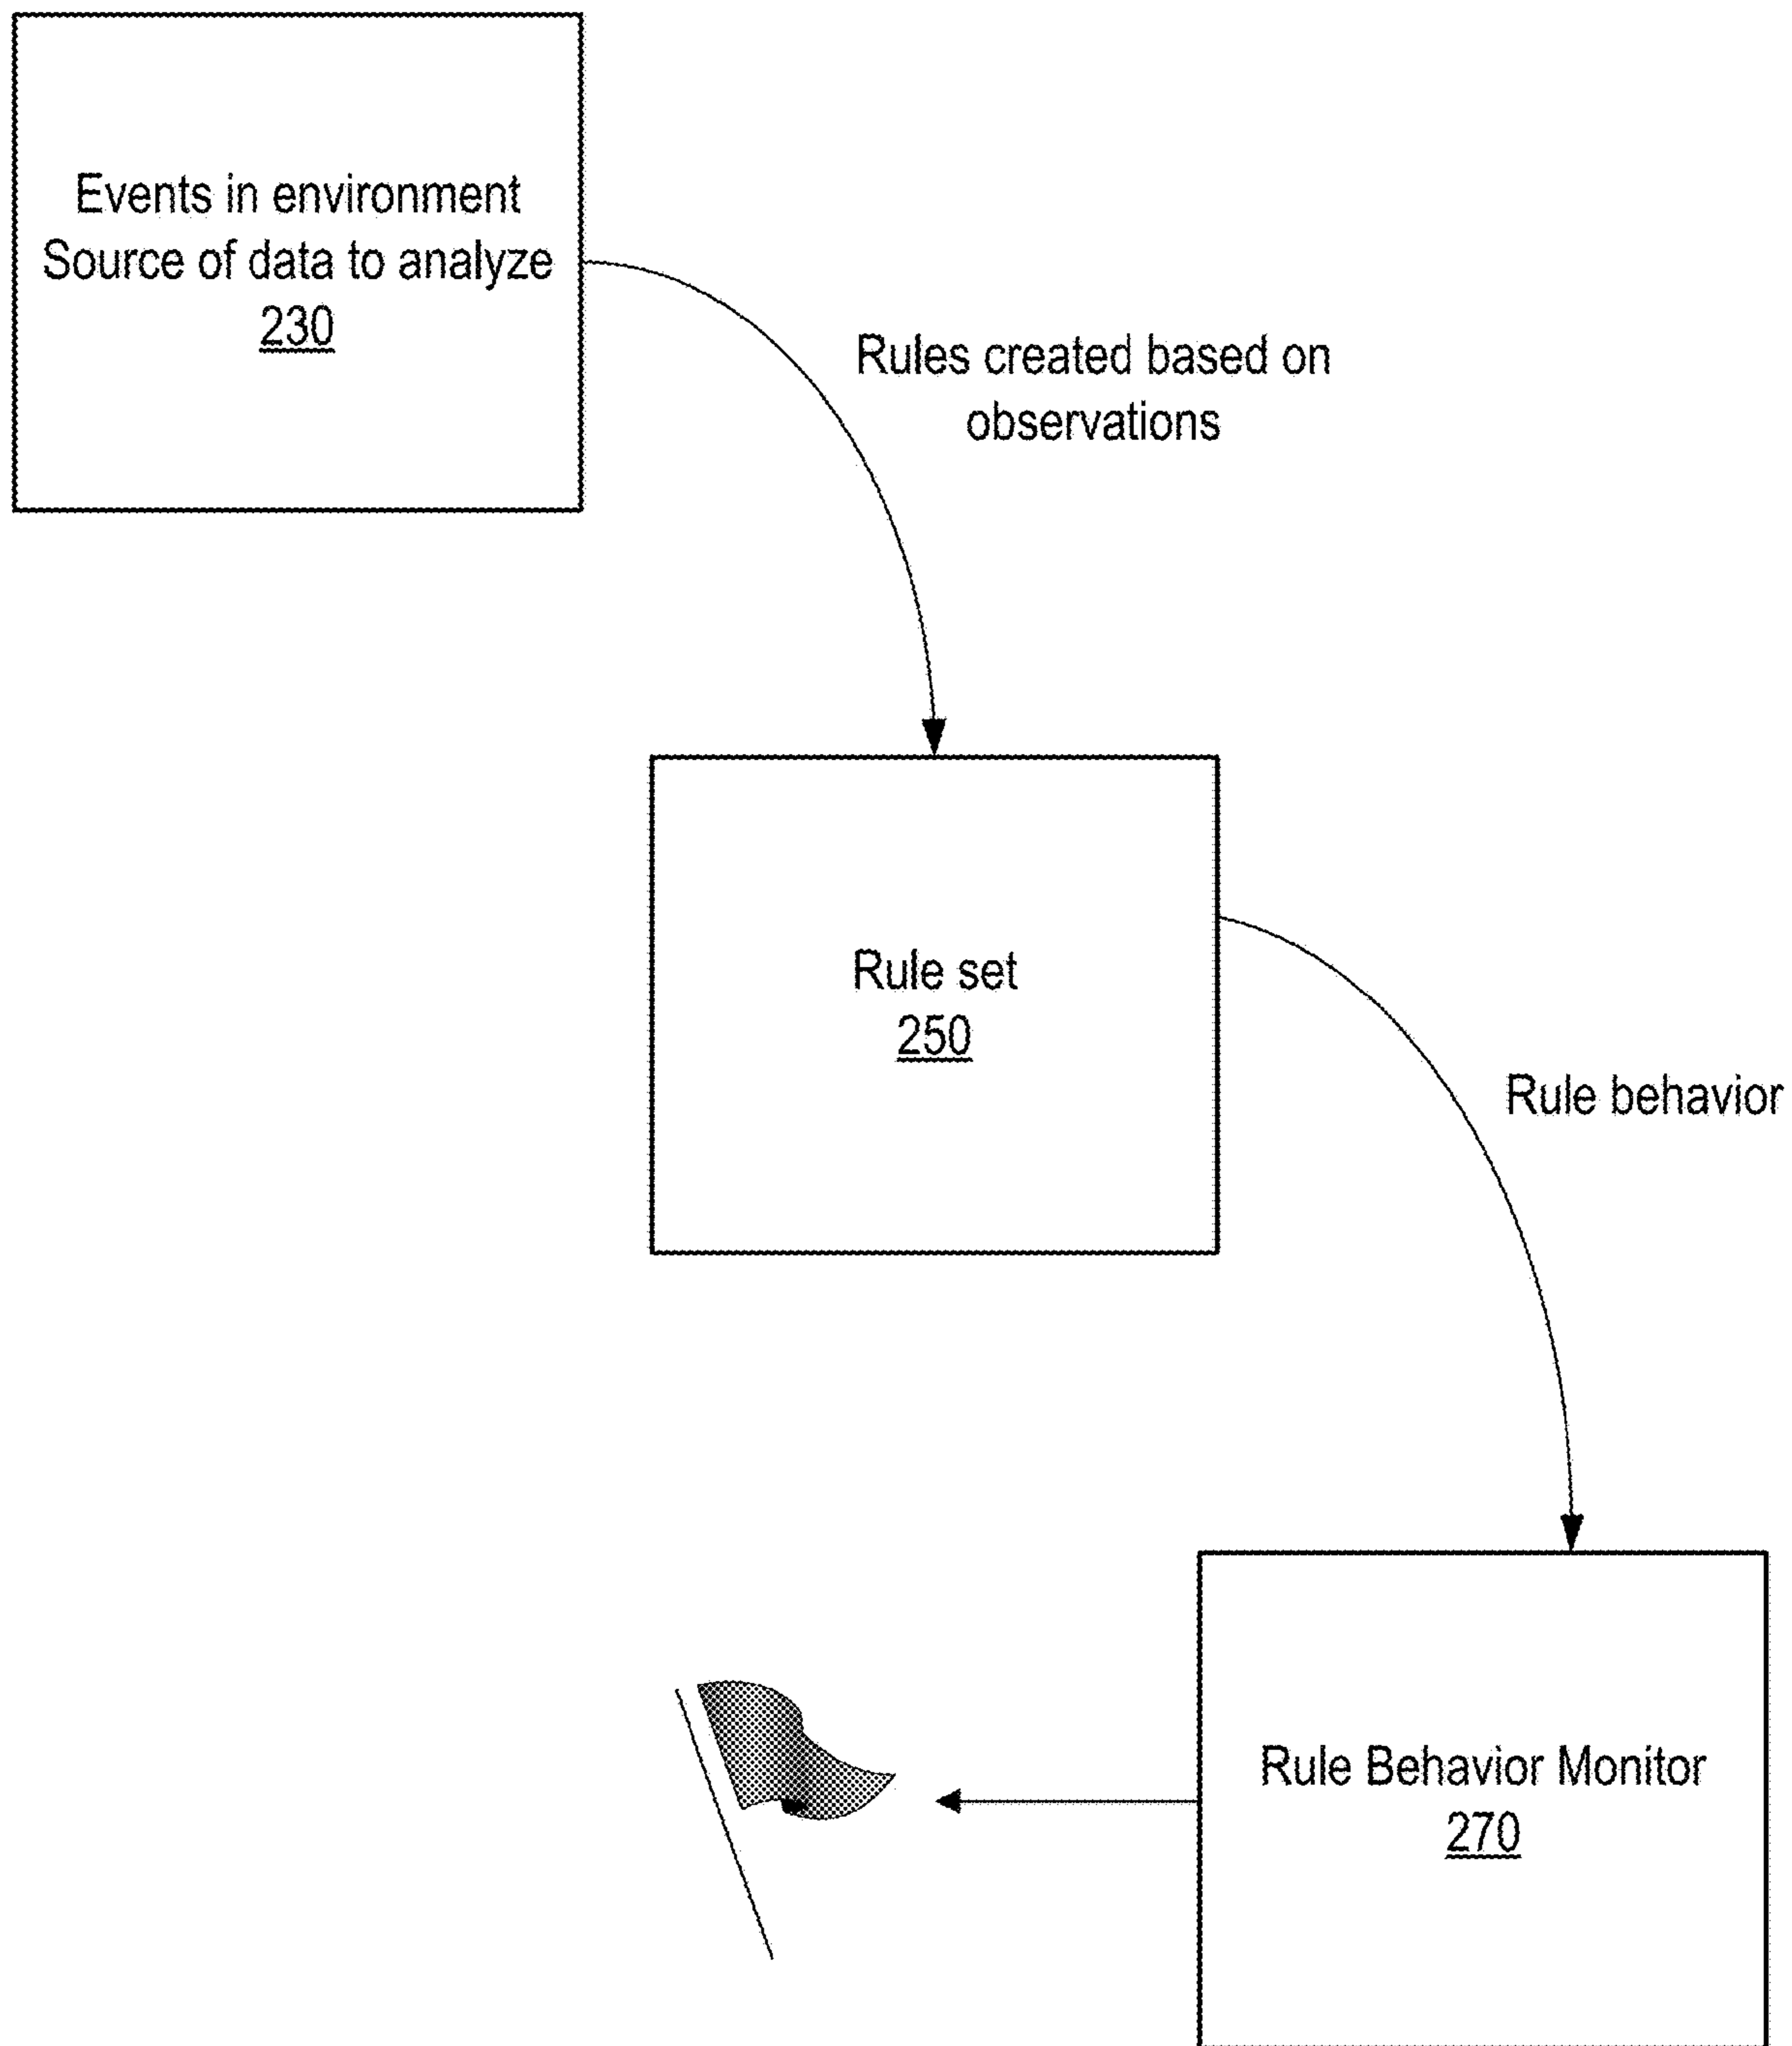 Events in environment
Source of data to analyze
230
Rules created based on
observations
Rule set
250
Rule behavior
Rule Behavior Monitor
270